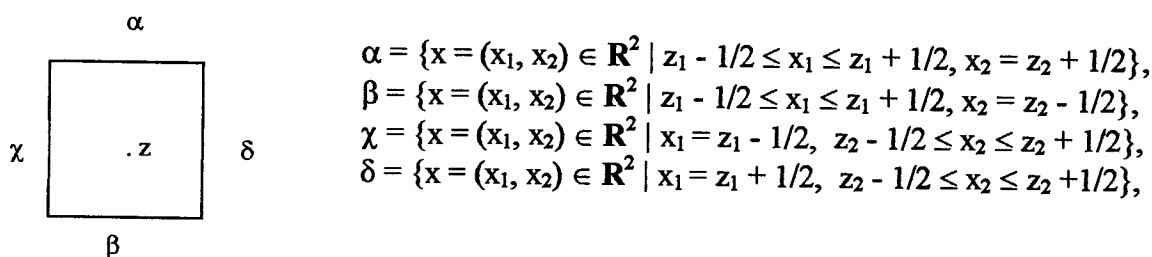 α
χ
. z
δ
β
α = {x = (x₁, x₂) ∈ R² | z₁ - 1/2 ≤ x₁ ≤ z₁ + 1/2, x₂ = z₂ + 1/2},
β = {x = (x₁, x₂) ∈ R² | z₁ - 1/2 ≤ x₁ ≤ z₁ + 1/2, x₂ = z₂ - 1/2},
χ = {x = (x₁, x₂) ∈ R² | x₁ = z₁ - 1/2, z₂ - 1/2 ≤ x₂ ≤ z₂ + 1/2},
δ = {x = (x₁, x₂) ∈ R² | x₁ = z₁ + 1/2, z₂ - 1/2 ≤ x₂ ≤ z₂ +1/2},